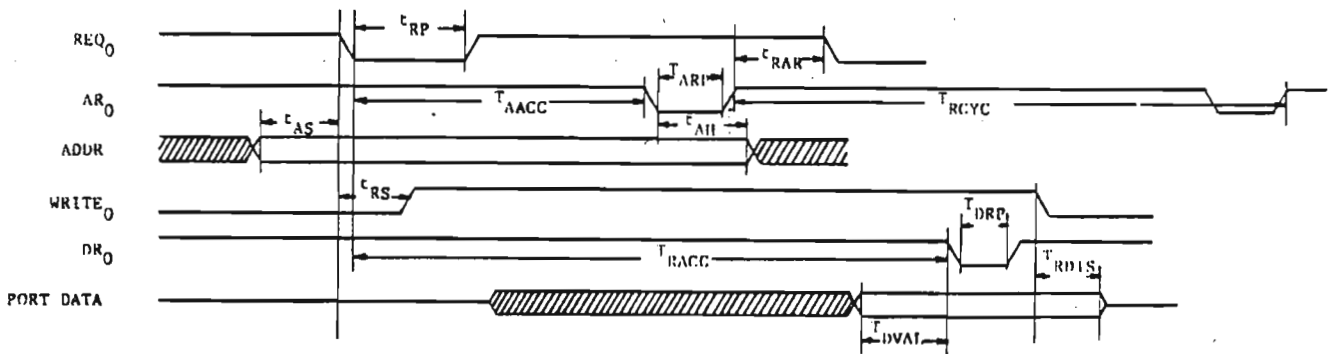 tRP
REQ0
tRAR
TARP
AR0
TAACC
TRCYC
tAS
tAH
ADDR
tRS
WRITE0
TDRP
DR0
TRACC
TRDIS
PORT DATA
TDVAL